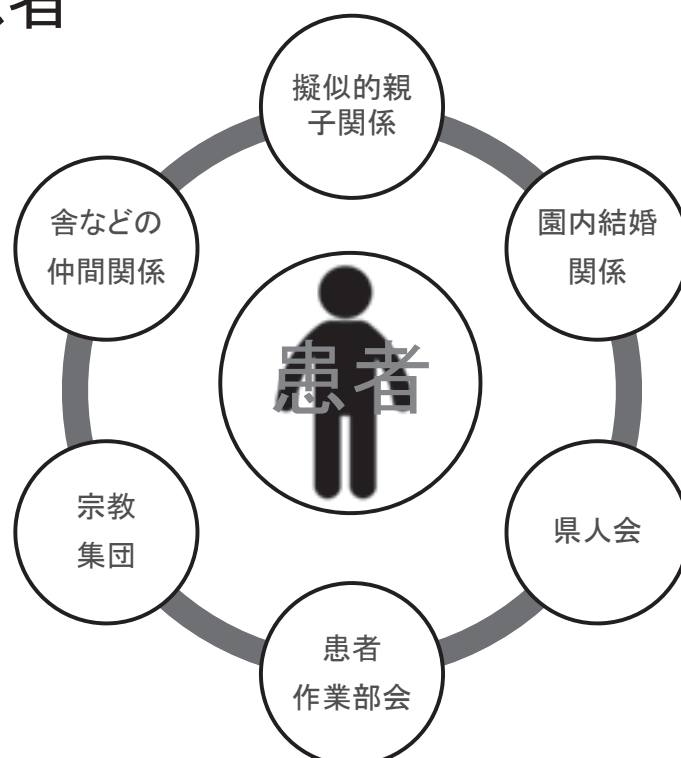 者
擬似的親
子関係
園内結婚
関係
県人会
患者
作業部会
宗教
集団
舎などの
仲間関係
患者